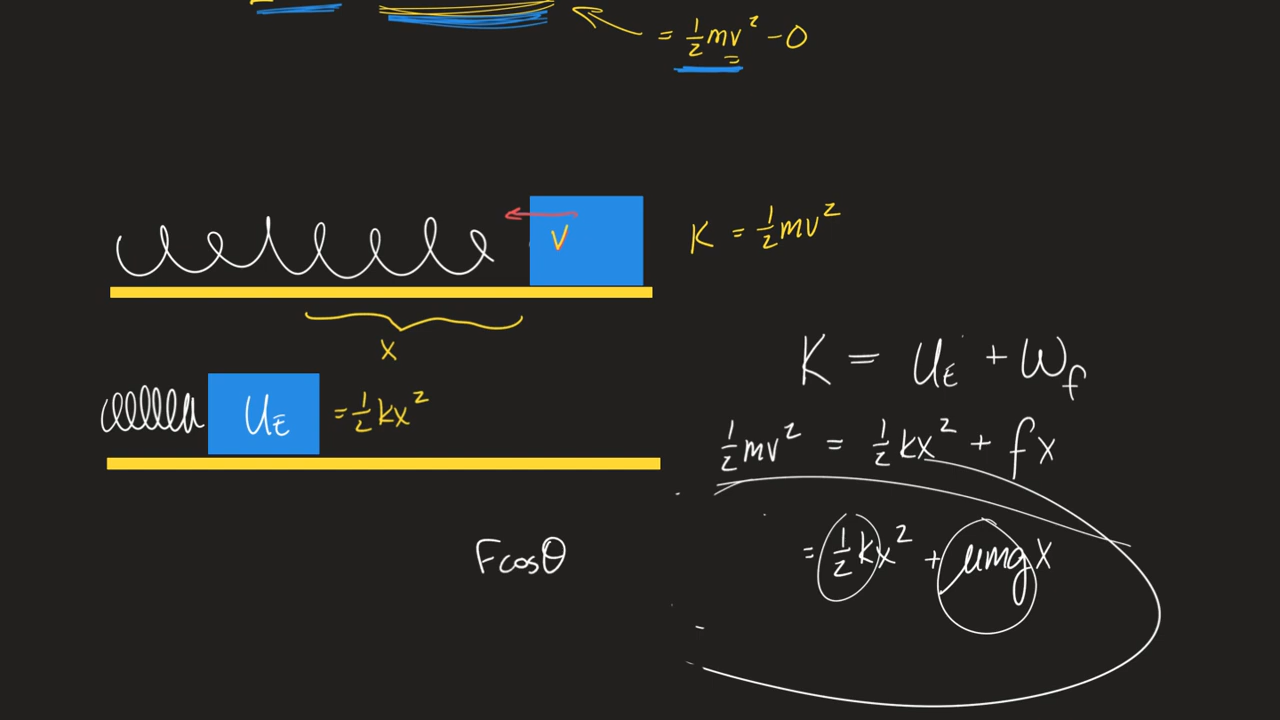 = ½mv² - 0
v
K = ½mv²
x
K = U_E + W_f
U_E = ½kx²
½mv² = ½kx² + fx
= ½kx² + μmgx
Fcosθ